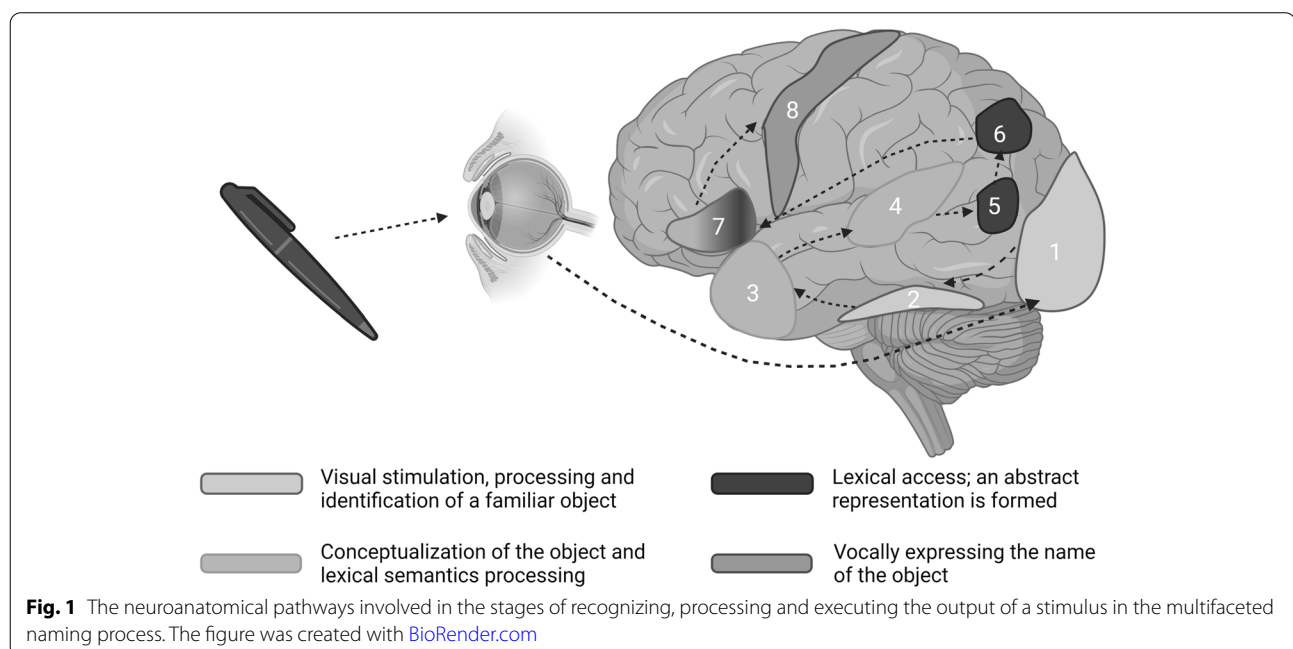 8
6
7
4
5
1
3
2
Visual stimulation, processing and
identification of a familiar object
Lexical access; an abstract
representation is formed
Conceptualization of the object and
lexical semantics processing
Vocally expressing the name
of the object
Fig. 1 The neuroanatomical pathways involved in the stages of recognizing, processing and executing the output of a stimulus in the multifaceted
naming process. The figure was created with BioRender.com